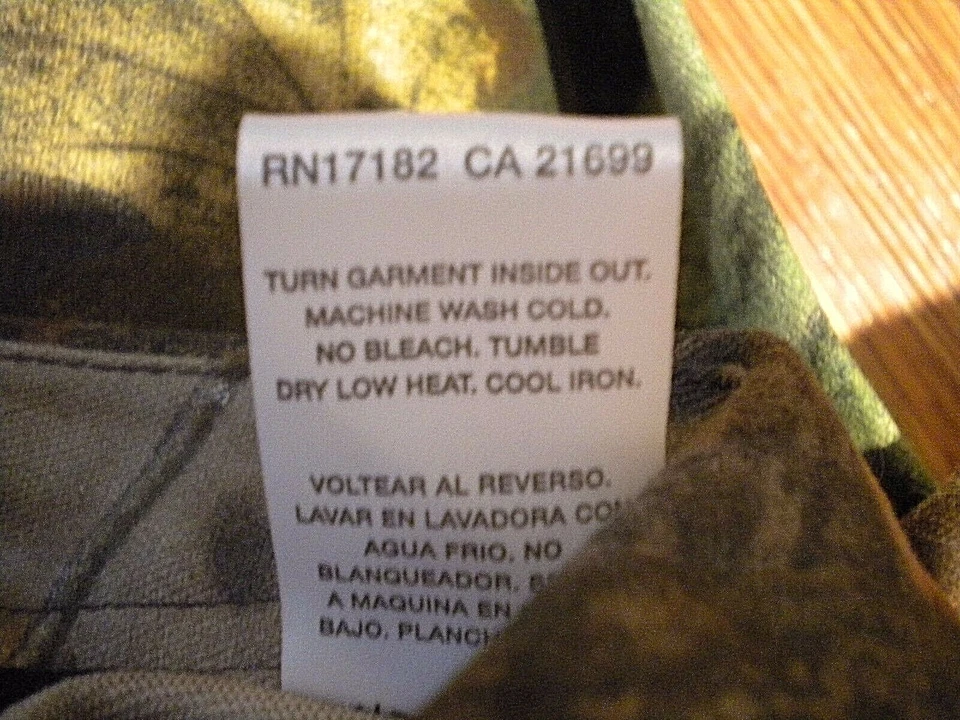 RN17182 CA 21699
TURN GARMENT INSIDE OUT.
MACHINE WASH COLD.
NO BLEACH. TUMBLE
DRY LOW HEAT. COOL IRON.
VOLTEAR AL REVERSO.
LAVAR EN LAVADORA
AGUA FRIO. NO
BLANQUEADOR.
A MAQUINA EN
BAJO.